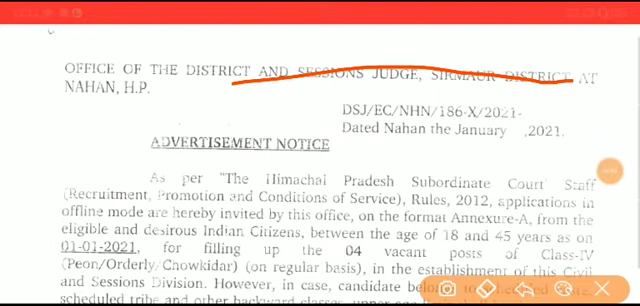 OFFICE OF THE DISTRICT AND SESSIONS JUDGE, SIRMAUR DISTRICT AT
NAHAN, H.P.
DSJ/EC/NHN/186-X/2021-
Dated Nahan the January ,2021.
ADVERTISEMENT NOTICE
As per "The Himachal Pradesh Subordinate Court Staff
(Recruitment, Promotion and Conditions of Service), Rules, 2012, applications in
offline mode are hereby invited by this office, on the format Annexure-A, from the
eligible and desirous Indian Citizens, between the age of 18 and 45 years as on
01-01-2021, for filling up the 04 vacant posts of Class-IV
(Peon/Orderly/Chowkidar) (on regular basis), in the establishment of this Civil
and Sessions Division. However, in case, candidate
scheduled tribe and other backward classes, upper